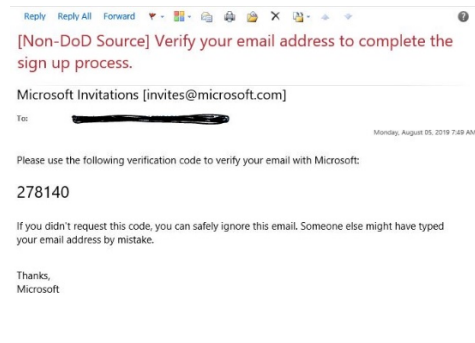 Reply Reply All Forward
[Non-DoD Source] Verify your email address to complete the
sign up process.
Microsoft Invitations [invites@microsoft.com]
To:
Monday, August 05, 2019 7:49 AM
Please use the following verification code to verify your email with Microsoft:
278140
If you didn't request this code, you can safely ignore this email. Someone else might have typed
your email address by mistake.
Thanks,
Microsoft